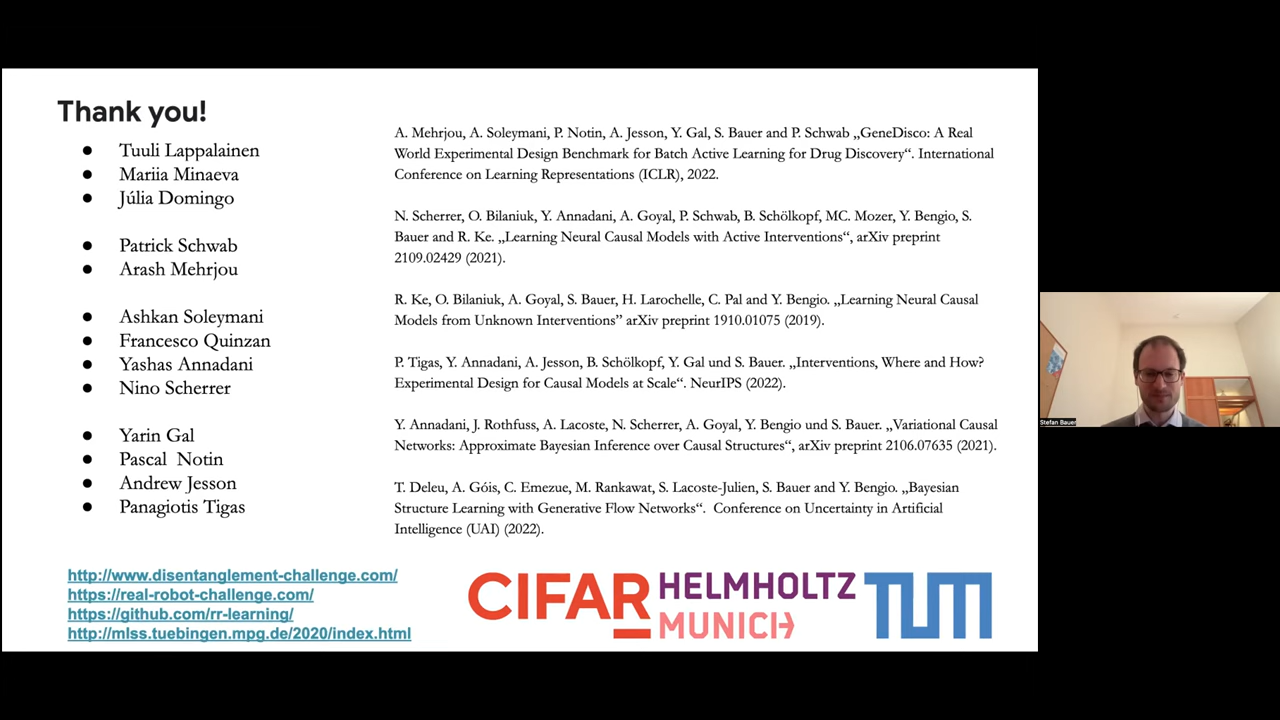 Thank you!
● Tuuli Lappalainen
● Mariia Minaeva
● Júlia Domingo
● Patrick Schwab
● Arash Mehrjou
● Ashkan Soleymani
● Francesco Quinzan
● Yashas Annadani
● Nino Scherrer
● Yarin Gal
● Pascal Notin
● Andrew Jesson
● Panagiotis Tigas
A. Mehrjou, A. Soleymani, P. Notin, A. Jesson, Y. Gal, S. Bauer and P. Schwab „GeneDisco: A Real
World Experimental Design Benchmark for Batch Active Learning for Drug Discovery“. International
Conference on Learning Representations (ICLR), 2022.
N. Scherrer, O. Bilaniuk, Y. Annadani, A. Goyal, P. Schwab, B. Schölkopf, MC. Mozer, Y. Bengio, S.
Bauer and R. Ke. „Learning Neural Causal Models with Active Interventions“, arXiv preprint
2109.02429 (2021).
R. Ke, O. Bilaniuk, A. Goyal, S. Bauer, H. Larochelle, C. Pal and Y. Bengio. „Learning Neural Causal
Models from Unknown Interventions” arXiv preprint 1910.01075 (2019).
P. Tigas, Y. Annadani, A. Jesson, B. Schölkopf, Y. Gal und S. Bauer. „Interventions, Where and How?
Experimental Design for Causal Models at Scale“. NeurIPS (2022).
Y. Annadani, J. Rothfuss, A. Lacoste, N. Scherrer, A. Goyal, Y. Bengio und S. Bauer. „Variational Causal
Networks: Approximate Bayesian Inference over Causal Structures“, arXiv preprint 2106.07635 (2021).
T. Deleu, A. Góis, C. Emezue, M. Rankawat, S. Lacoste-Julien, S. Bauer and Y. Bengio. „Bayesian
Structure Learning with Generative Flow Networks“. Conference on Uncertainty in Artificial
Intelligence (UAI) (2022).
http://www.disentanglement-challenge.com/
https://real-robot-challenge.com/
https://github.com/rr-learning/
http://mlss.tuebingen.mpg.de/2020/index.html
CIFAR
HELMHOLTZ
MUNICH
TUM
Stefan Bauer